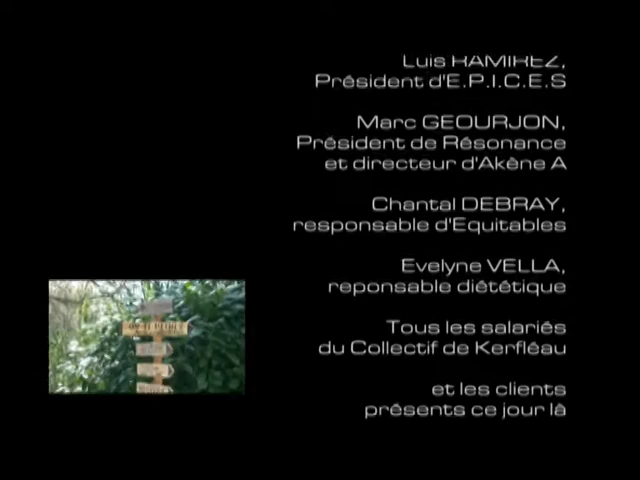 Luis RAMIREZ,
Président d'E.P.I.C.E.S
Marc GEOURJON,
Président de Résonance
et directeur d'Akène A
Chantal DEBRAY,
responsable d'Equitables
Evelyne VELLA,
reponsable diététique
Tous les salariés
du Collectif de Kerfléau
et les clients
présents ce jour là